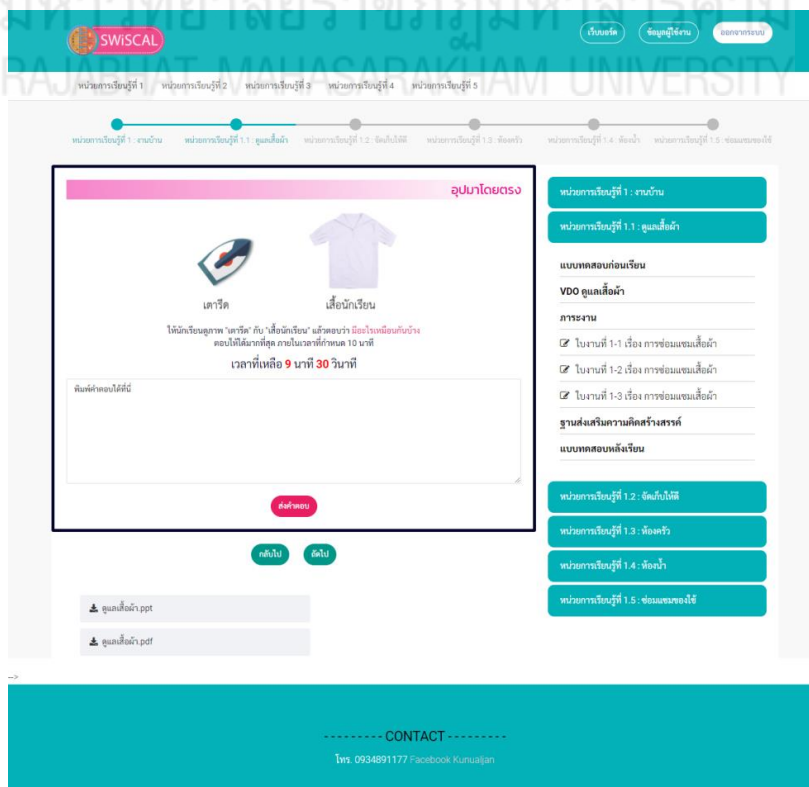 มหาวิทยาลัยราชภัฏมหาสารคาม
RAJABHAT MAHASARAKHAM UNIVERSITY
SWiSCAL
เว็บบอร์ด
ข้อมูลผู้ใช้งาน
ออกจากระบบ
หน่วยการเรียนรู้ที่ 1
หน่วยการเรียนรู้ที่ 2
หน่วยการเรียนรู้ที่ 3
หน่วยการเรียนรู้ที่ 4
หน่วยการเรียนรู้ที่ 5
หน่วยการเรียนรู้ที่ 1 : งานบ้าน
หน่วยการเรียนรู้ที่ 1.1 : ดูแลเสื้อผ้า
หน่วยการเรียนรู้ที่ 1.2 : จัดเก็บให้ดี
หน่วยการเรียนรู้ที่ 1.3 : ห้องครัว
หน่วยการเรียนรู้ที่ 1.4 : ห้องน้ำ
หน่วยการเรียนรู้ที่ 1.5 : ซ่อมแซมของใช้
อุปมาโดยตรง
เตารีด
เสื้อนักเรียน
ให้นักเรียนดูภาพ "เตารีด" กับ "เสื้อนักเรียน" แล้วตอบว่า มีอะไรเหมือนกันบ้าง
ตอบให้ได้มากที่สุด ภายในเวลาที่กำหนด 10 นาที
เวลาที่เหลือ 9 นาที 30 วินาที
พิมพ์คำตอบได้ที่นี่
ส่งคำตอบ
กลับไป
ถัดไป
ดูแลเสื้อผ้า.ppt
ดูแลเสื้อผ้า.pdf
หน่วยการเรียนรู้ที่ 1 : งานบ้าน
หน่วยการเรียนรู้ที่ 1.1 : ดูแลเสื้อผ้า
แบบทดสอบก่อนเรียน
VDO ดูแลเสื้อผ้า
ภาระงาน
ใบงานที่ 1-1 เรื่อง การซ่อมแซมเสื้อผ้า
ใบงานที่ 1-2 เรื่อง การซ่อมแซมเสื้อผ้า
ใบงานที่ 1-3 เรื่อง การซ่อมแซมเสื้อผ้า
ฐานส่งเสริมความคิดสร้างสรรค์
แบบทดสอบหลังเรียน
หน่วยการเรียนรู้ที่ 1.2 : จัดเก็บให้ดี
หน่วยการเรียนรู้ที่ 1.3 : ห้องครัว
หน่วยการเรียนรู้ที่ 1.4 : ห้องน้ำ
หน่วยการเรียนรู้ที่ 1.5 : ซ่อมแซมของใช้
-->
--------- CONTACT ---------
โทร. 0934891177 Facebook Kunualjan